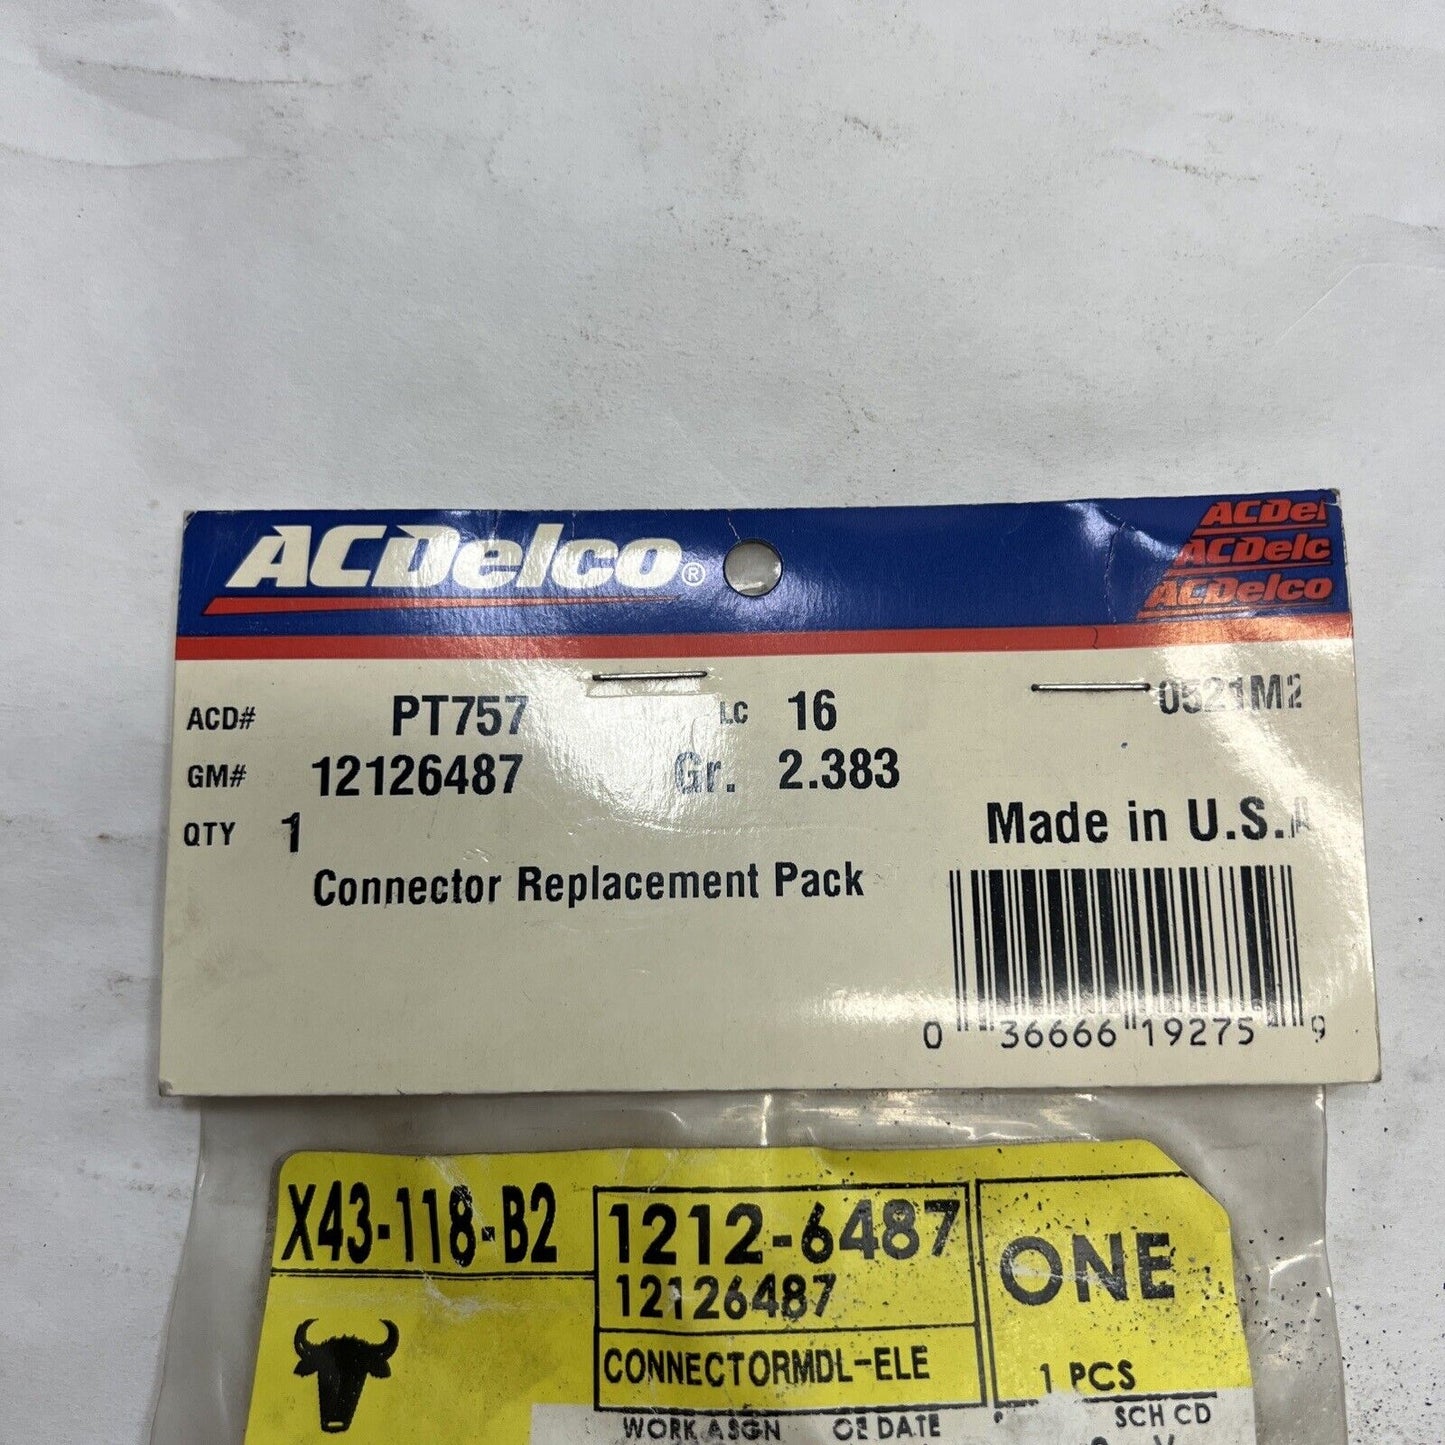 ACDelco®
ACDel
ACDelc
ACDelco
ACD# PT757 LC 16 0521M2
GM# 12126487 Gr. 2.383
QTY 1
Made in U.S.A
Connector Replacement Pack
0 36666 19275 9
X43-118-B2
1212-6487
12126487
ONE
CONNECTORMDL-ELE
1 PCS
WORK ASGN
DATE
SCH CD